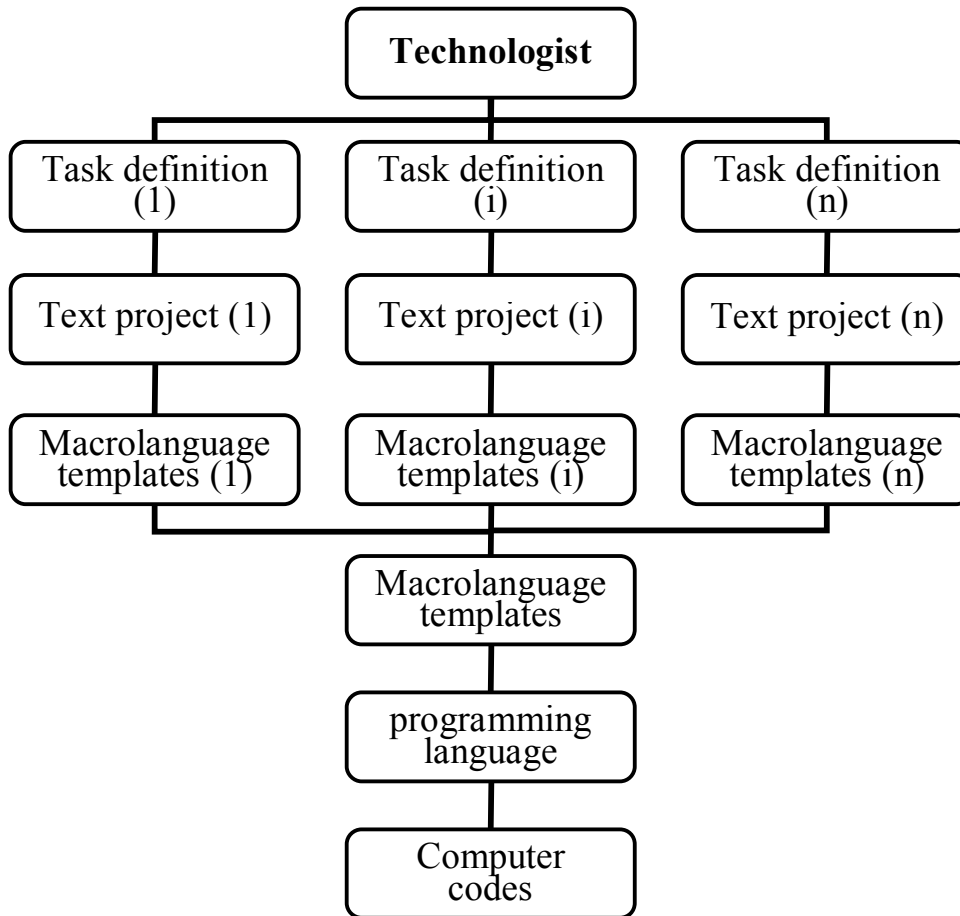 Technologist
Task definition
(1)
Task definition
(i)
Task definition
(n)
Text project (1)
Text project (i)
Text project (n)
Macrolanguage
templates (1)
Macrolanguage
templates (i)
Macrolanguage
templates (n)
Macrolanguage
templates
programming
language
Computer
codes